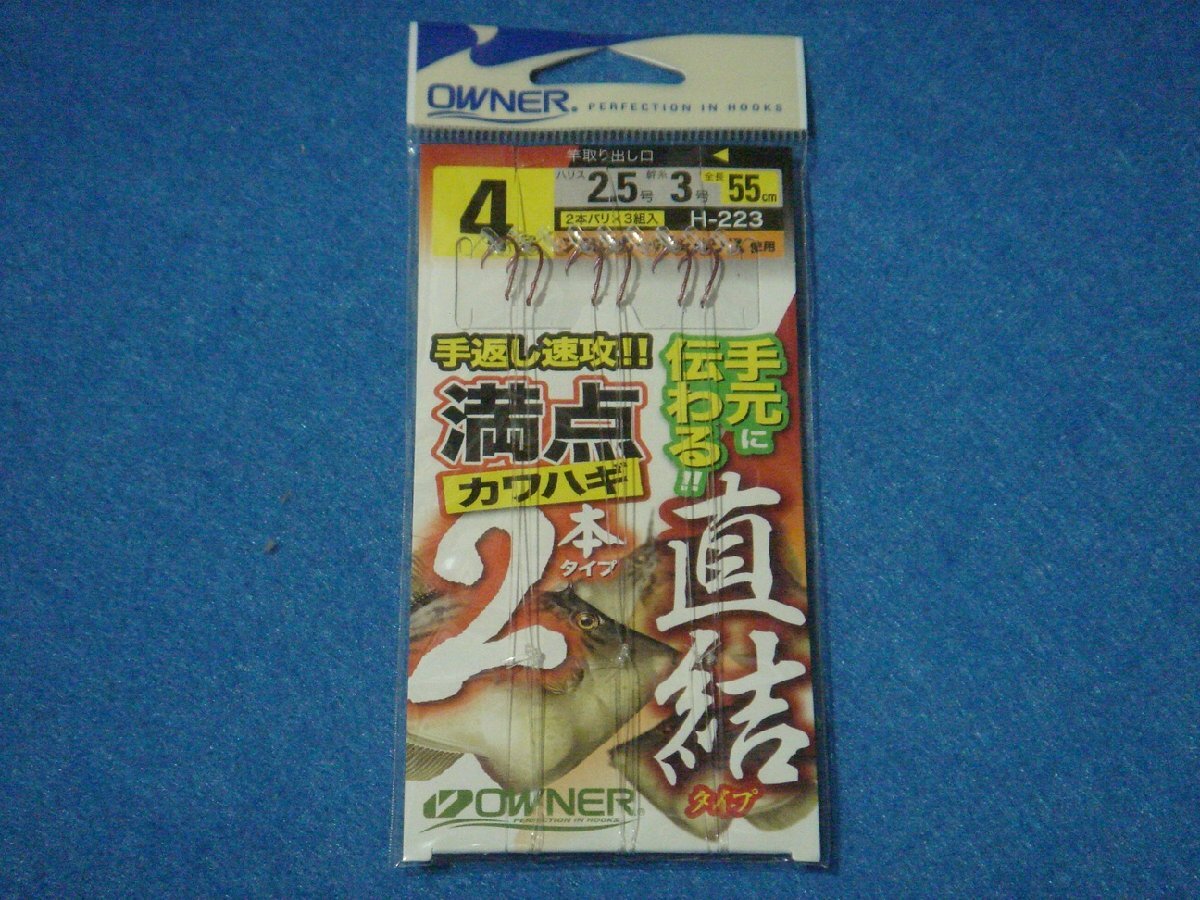 OWNER®
PERFECTION IN HOOKS
竿取り出し口
4
ハリス 2.5号 幹糸 3号 全長 55cm
2本バリ×3組入 H-223
使用
手返し速攻!!
満点
カワハギ
2本
タイプ
手元に
伝わる!!
直結
タイプ
OWNER®
PERFECTION IN HOOKS